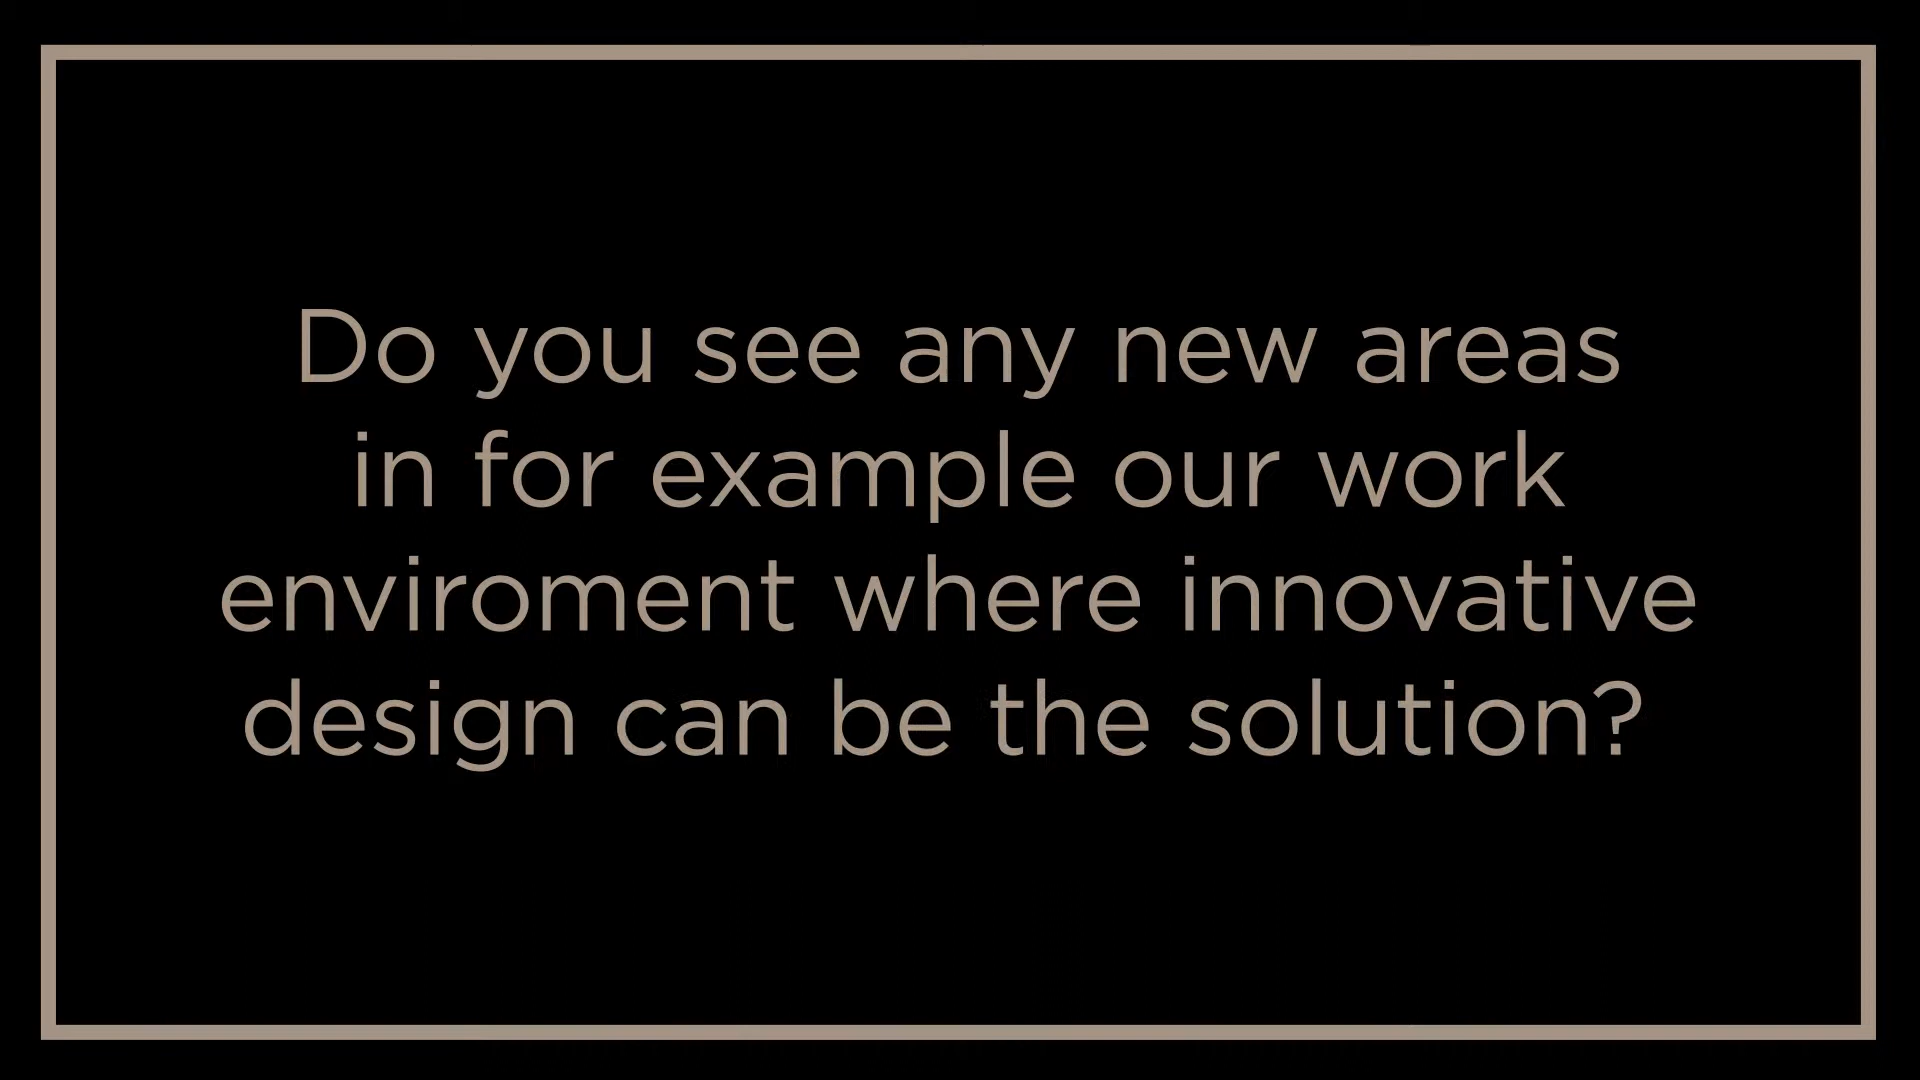 Do you see any new areas
in for example our work
enviroment where innovative
design can be the solution?